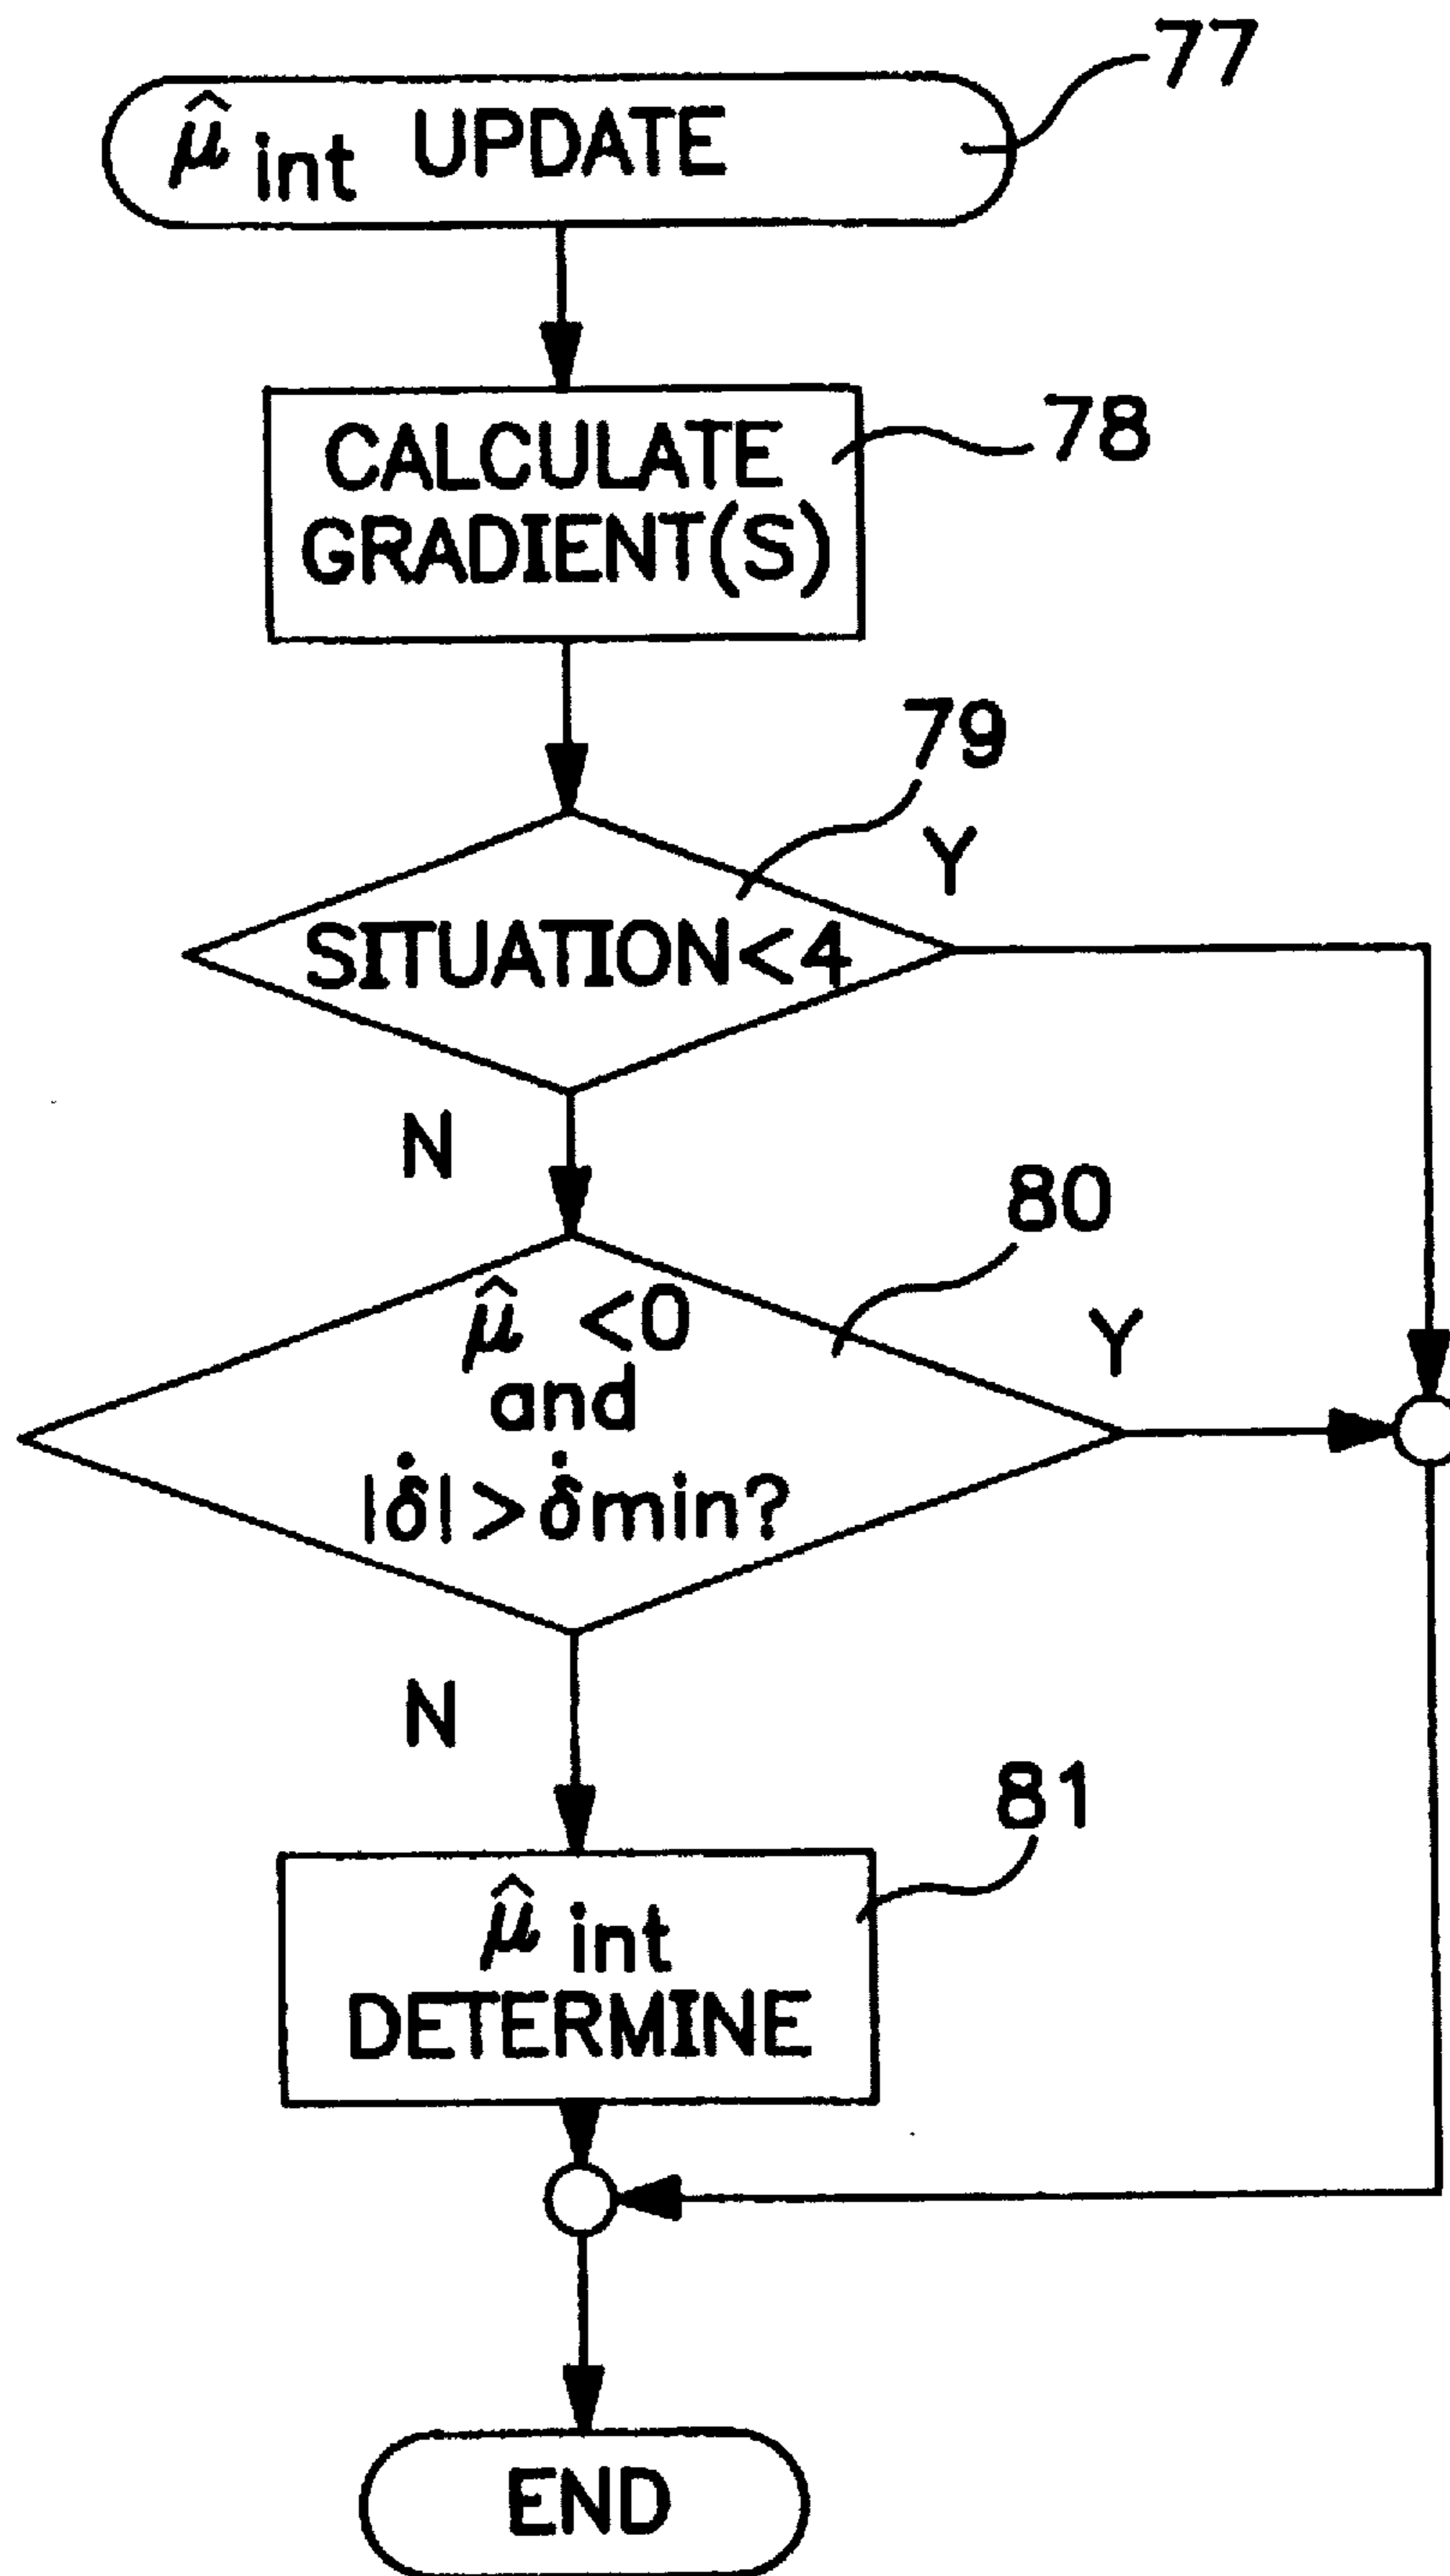 77
μ̂ int UPDATE
CALCULATE
GRADIENT(S)
78
79
Y
SITUATION<4
N
80
μ̂ <0
and
|δ̇|>δ̇min?
Y
N
81
μ̂ int
DETERMINE
END